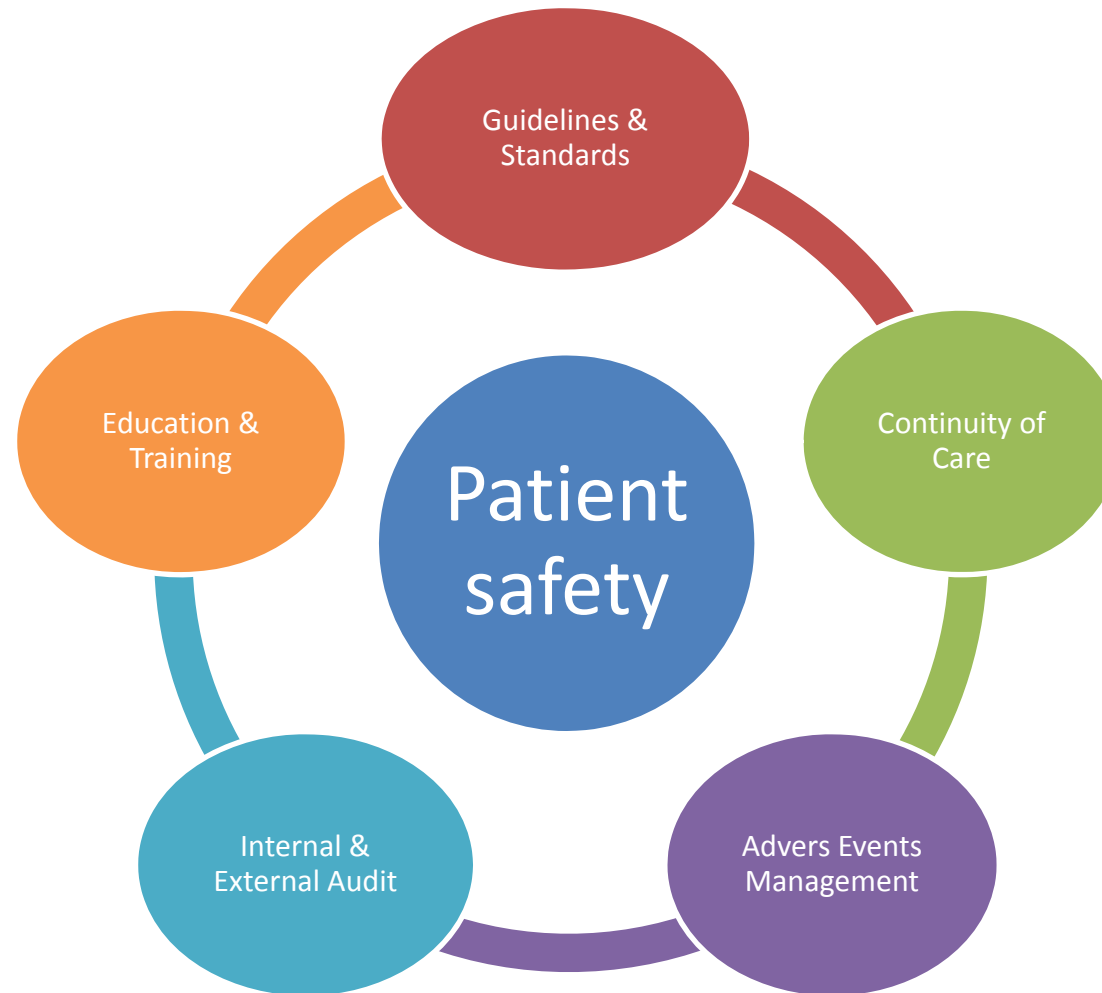 Guidelines &
Standards
Education &
Training
Continuity of
Care
Patient
safety
Internal &
External Audit
Advers Events
Management